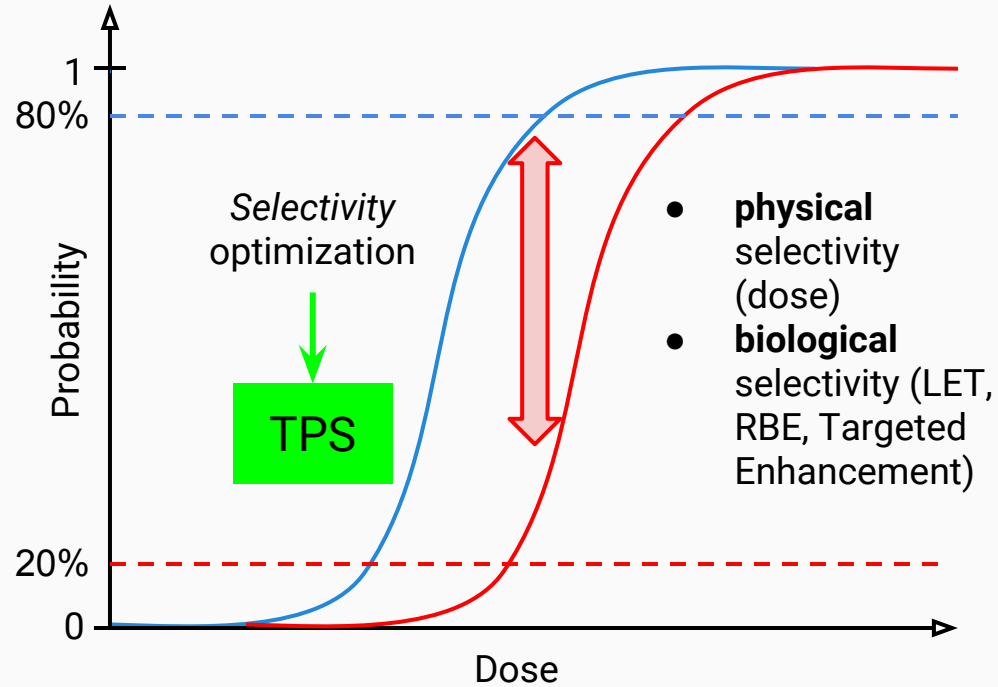 1
80%
Selectivity
optimization
TPS
Probability
physical
selectivity
(dose)
biological
selectivity (LET,
RBE, Targeted
Enhancement)
20%
0
Dose